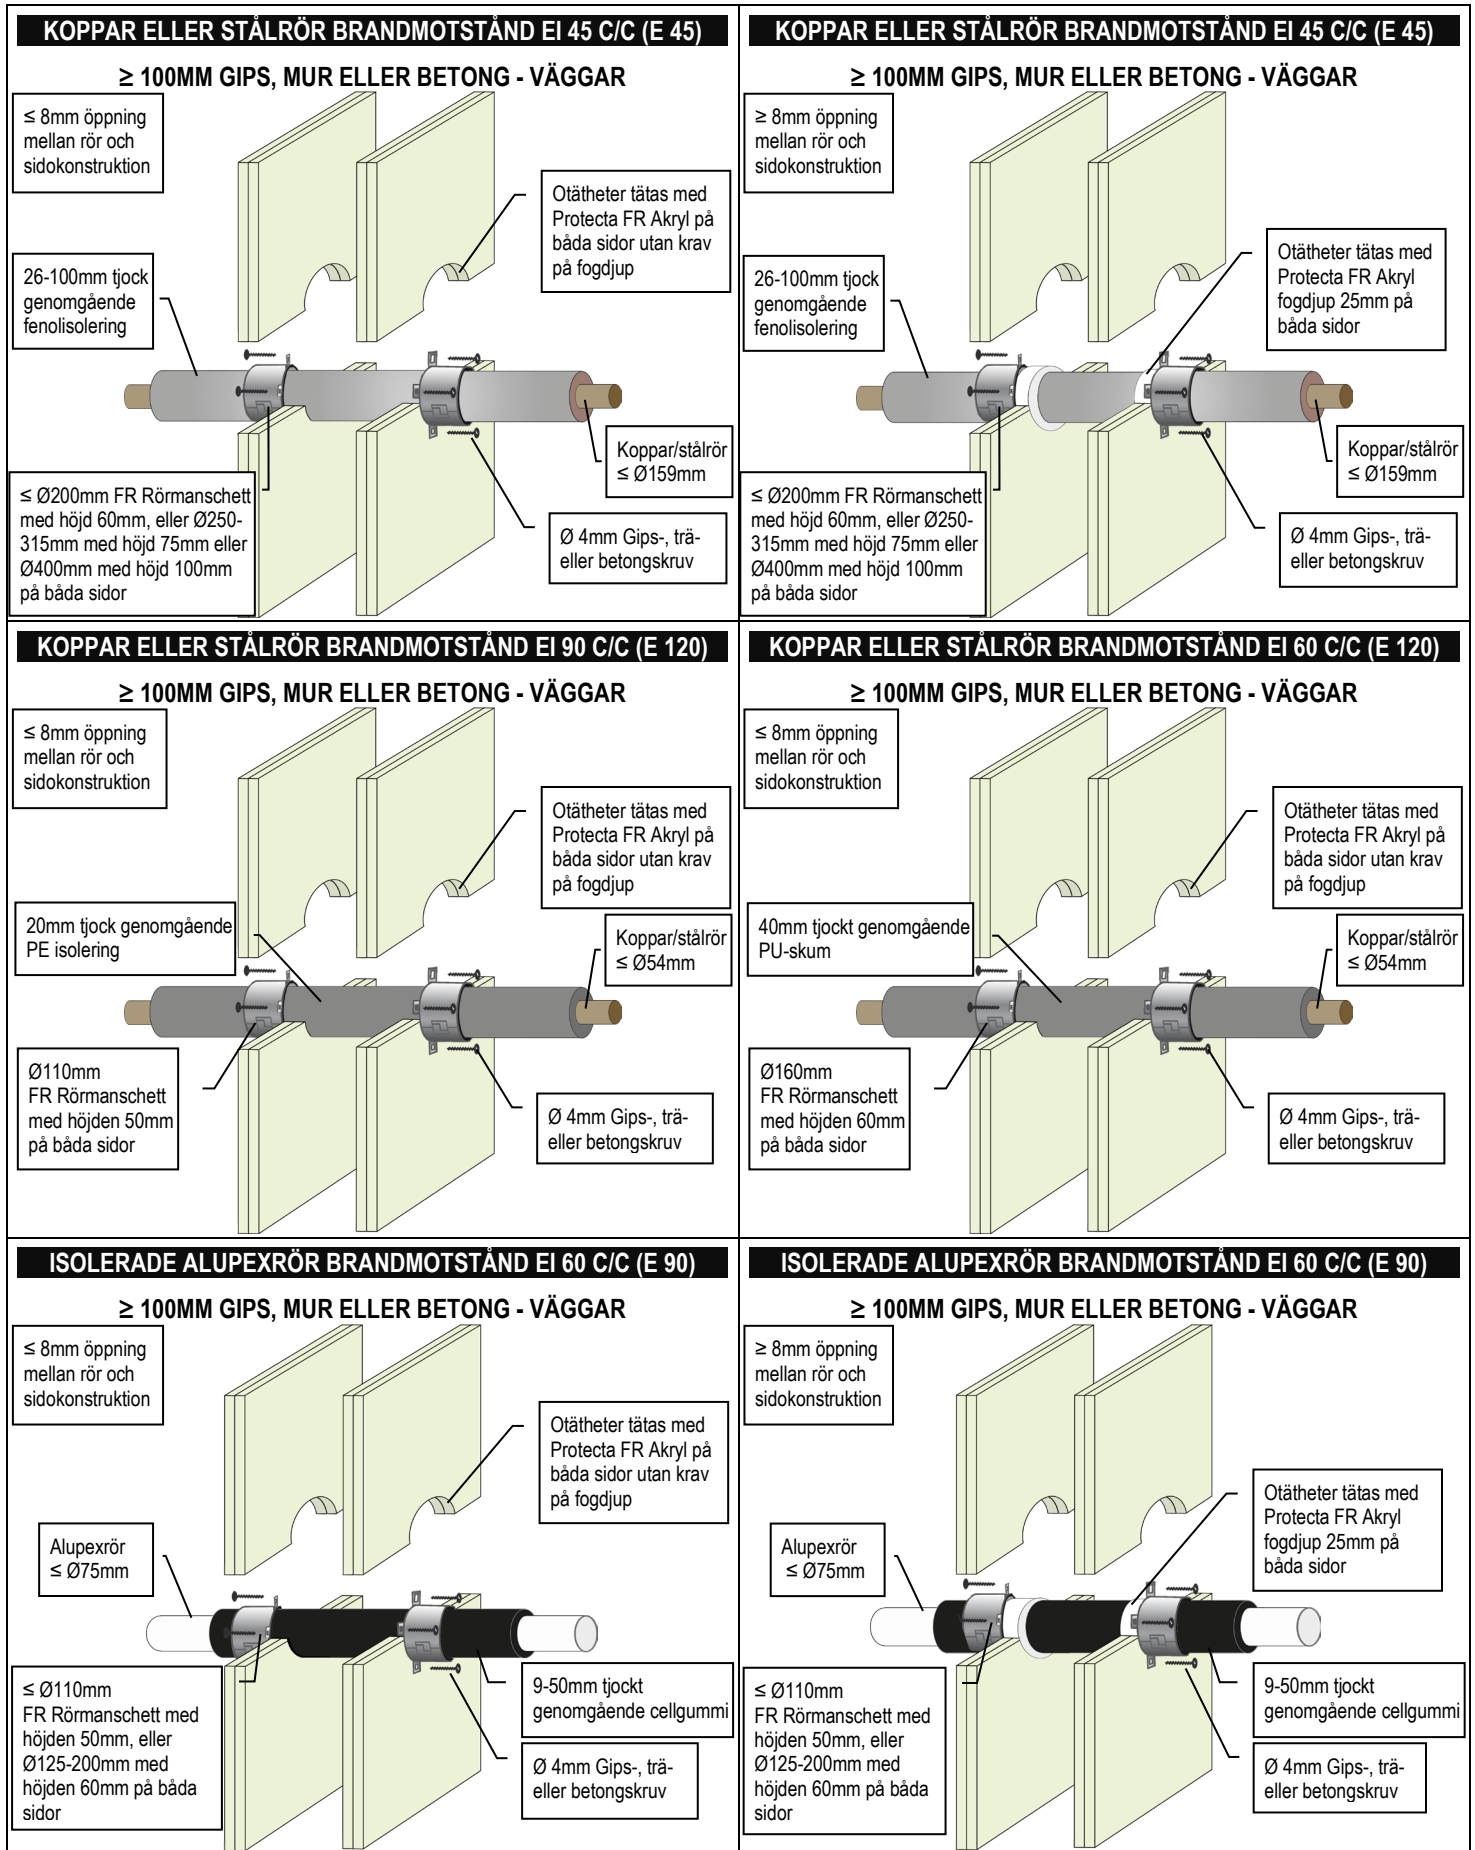 KOPPAR ELLER STÅLRÖR BRANDMOTSTÅND EI 45 C/C (E 45)
≥ 100MM GIPS, MUR ELLER BETONG - VÄGGAR
≤ 8mm öppning
mellan rör och
sidokonstruktion
Otätheter tätas med
Protecta FR Akryl på
båda sidor utan krav
på fogdjup
26-100mm tjock
genomgående
fenolisolering
Koppar/stålrör
≤ Ø159mm
≤ Ø200mm FR Rörmanschett
med höjd 60mm, eller Ø250-
315mm med höjd 75mm eller
Ø400mm med höjd 100mm
på båda sidor
Ø 4mm Gips-, trä-
eller betongskruv
KOPPAR ELLER STÅLRÖR BRANDMOTSTÅND EI 45 C/C (E 45)
≥ 100MM GIPS, MUR ELLER BETONG - VÄGGAR
≥ 8mm öppning
mellan rör och
sidokonstruktion
Otätheter tätas med
Protecta FR Akryl
fogdjup 25mm på
båda sidor
26-100mm tjock
genomgående
fenolisolering
Koppar/stålrör
≤ Ø159mm
≤ Ø200mm FR Rörmanschett
med höjd 60mm, eller Ø250-
315mm med höjd 75mm eller
Ø400mm med höjd 100mm
på båda sidor
Ø 4mm Gips-, trä-
eller betongskruv
KOPPAR ELLER STÅLRÖR BRANDMOTSTÅND EI 90 C/C (E 120)
≥ 100MM GIPS, MUR ELLER BETONG - VÄGGAR
≤ 8mm öppning
mellan rör och
sidokonstruktion
Otätheter tätas med
Protecta FR Akryl på
båda sidor utan krav
på fogdjup
20mm tjock genomgående
PE isolering
Koppar/stålrör
≤ Ø54mm
Ø110mm
FR Rörmanschett
med höjden 50mm
på båda sidor
Ø 4mm Gips-, trä-
eller betongskruv
KOPPAR ELLER STÅLRÖR BRANDMOTSTÅND EI 60 C/C (E 120)
≥ 100MM GIPS, MUR ELLER BETONG - VÄGGAR
≤ 8mm öppning
mellan rör och
sidokonstruktion
Otätheter tätas med
Protecta FR Akryl på
båda sidor utan krav
på fogdjup
40mm tjockt genomgående
PU-skum
Koppar/stålrör
≤ Ø54mm
Ø160mm
FR Rörmanschett
med höjden 60mm
på båda sidor
Ø 4mm Gips-, trä-
eller betongskruv
ISOLERADE ALUPEXRÖR BRANDMOTSTÅND EI 60 C/C (E 90)
≥ 100MM GIPS, MUR ELLER BETONG - VÄGGAR
≤ 8mm öppning
mellan rör och
sidokonstruktion
Otätheter tätas med
Protecta FR Akryl på
båda sidor utan krav
på fogdjup
Alupexrör
≤ Ø75mm
≤ Ø110mm
FR Rörmanschett med
höjden 50mm, eller
Ø125-200mm med
höjden 60mm på båda
sidor
9-50mm tjockt
genomgående cellgummi
Ø 4mm Gips-, trä-
eller betongskruv
ISOLERADE ALUPEXRÖR BRANDMOTSTÅND EI 60 C/C (E 90)
≥ 100MM GIPS, MUR ELLER BETONG - VÄGGAR
≥ 8mm öppning
mellan rör och
sidokonstruktion
Otätheter tätas med
Protecta FR Akryl
fogdjup 25mm på
båda sidor
Alupexrör
≤ Ø75mm
≤ Ø110mm
FR Rörmanschett med
höjden 50mm, eller
Ø125-200mm med
höjden 60mm på båda
sidor
9-50mm tjockt
genomgående cellgummi
Ø 4mm Gips-, trä-
eller betongskruv